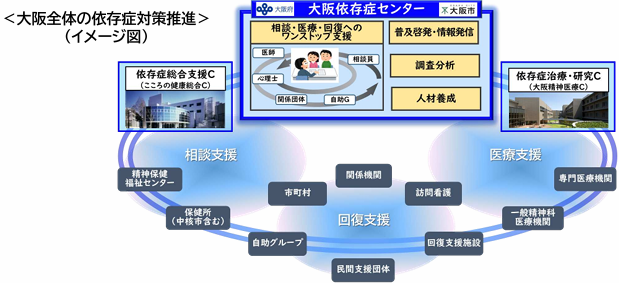 ＜大阪全体の依存症対策推進＞
（イメージ図）
大阪府
大阪依存症センター
大阪市
相談・医療・回復への
ワンストップ支援
医師
相談員
心理士
関係団体
自助G
普及啓発・情報発信
調査分析
人材養成
依存症総合支援C
(こころの健康総合C)
依存症治療・研究C
(大阪精神医療C)
相談支援
医療支援
回復支援
精神保健
福祉センター
保健所
（中核市含む）
自助グループ
市町村
関係機関
訪問看護
民間支援団体
回復支援施設
一般精神科
医療機関
専門医療機関